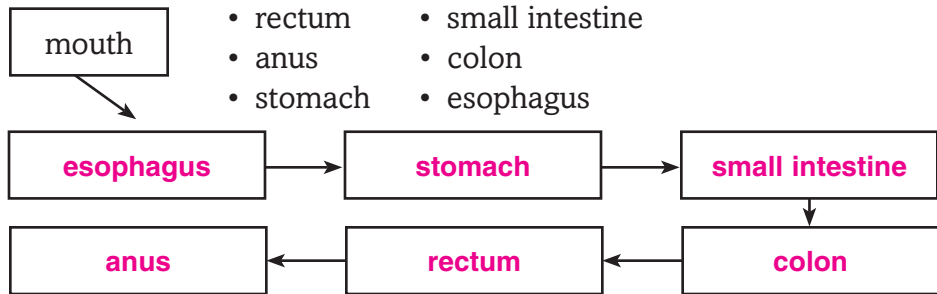 mouth
• rectum
• anus
• stomach
• small intestine
• colon
• esophagus
esophagus
stomach
small intestine
anus
rectum
colon